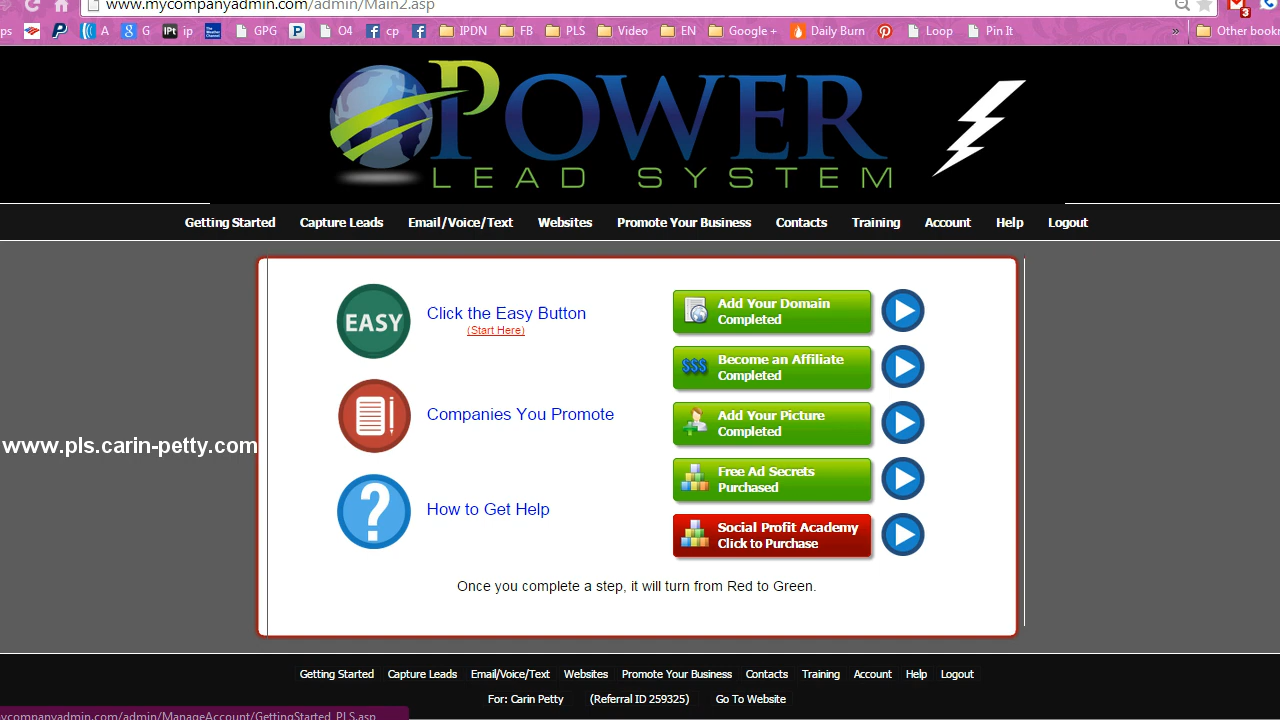 www.mycompanyadmin.com/admin/Main2.asp
3
ps A G IPt ip The Weather Channel GPG O4 cp IPDN FB PLS Video EN Google + Daily Burn Loop Pin It » Other book
POWER
LEAD SYSTEM
Getting Started Capture Leads Email/Voice/Text Websites Promote Your Business Contacts Training Account Help Logout
EASY
Click the Easy Button
(Start Here)
Companies You Promote
How to Get Help
Add Your Domain
Completed
$$$
Become an Affiliate
Completed
Add Your Picture
Completed
Free Ad Secrets
Purchased
Social Profit Academy
Click to Purchase
www.pls.carin-petty.com
Once you complete a step, it will turn from Red to Green.
Getting Started Capture Leads Email/Voice/Text Websites Promote Your Business Contacts Training Account Help Logout
For: Carin Petty (Referral ID 259325) Go To Website
ycompanyadmin.com/admin/ManageAccount/GettingStarted_PLS.asp